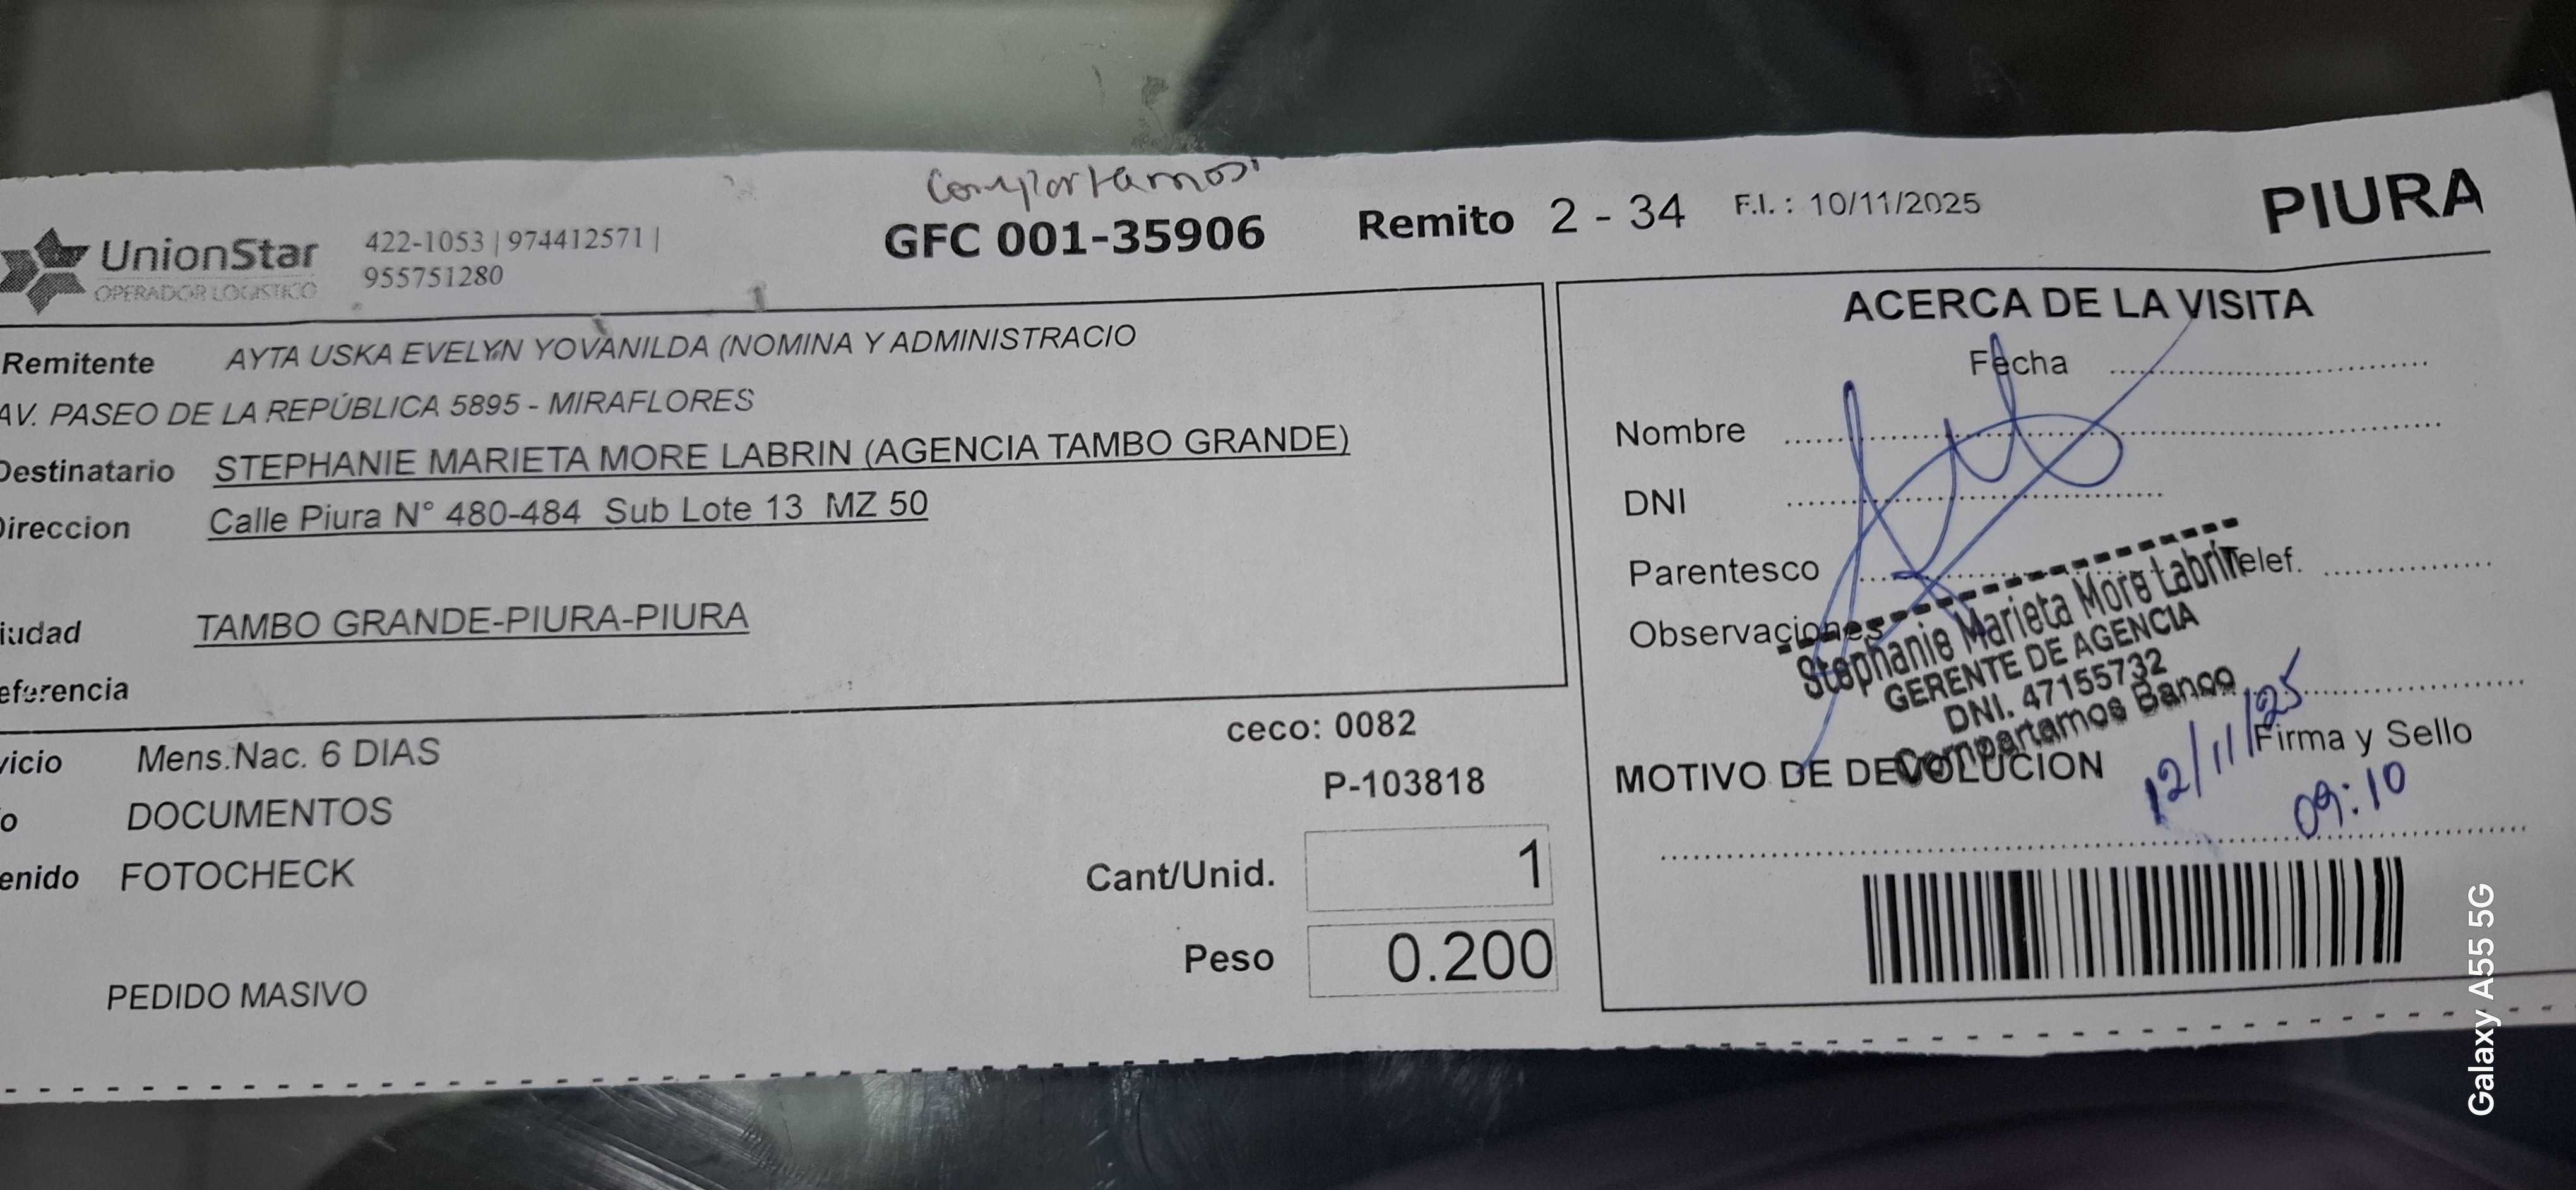 Compartamos
UnionStar
OPERADOR LOGISTICO
422-1053 | 974412571 |
955751280
GFC 001-35906
Remito 2 - 34
F.I. : 10/11/2025
PIURA
Remitente AYTA USKA EVELYN YOVANILDA (NOMINA Y ADMINISTRACIO
AV. PASEO DE LA REPÚBLICA 5895 - MIRAFLORES
Destinatario STEPHANIE MARIETA MORE LABRIN (AGENCIA TAMBO GRANDE)
Direccion Calle Piura N° 480-484 Sub Lote 13 MZ 50
iudad TAMBO GRANDE-PIURA-PIURA
eferencia
vicio Mens.Nac. 6 DIAS
o DOCUMENTOS
enido FOTOCHECK
PEDIDO MASIVO
ceco: 0082
P-103818
Cant/Unid. 1
Peso 0.200
ACERCA DE LA VISITA
Fecha
Nombre
DNI
Parentesco
Telef.
Observaciones
Stephanie Marieta More Labrin
GERENTE DE AGENCIA
DNI. 47155732
Compartamos Banco
12/11/25
Firma y Sello
09:10
MOTIVO DE DEVOLUCION
Galaxy A55 5G